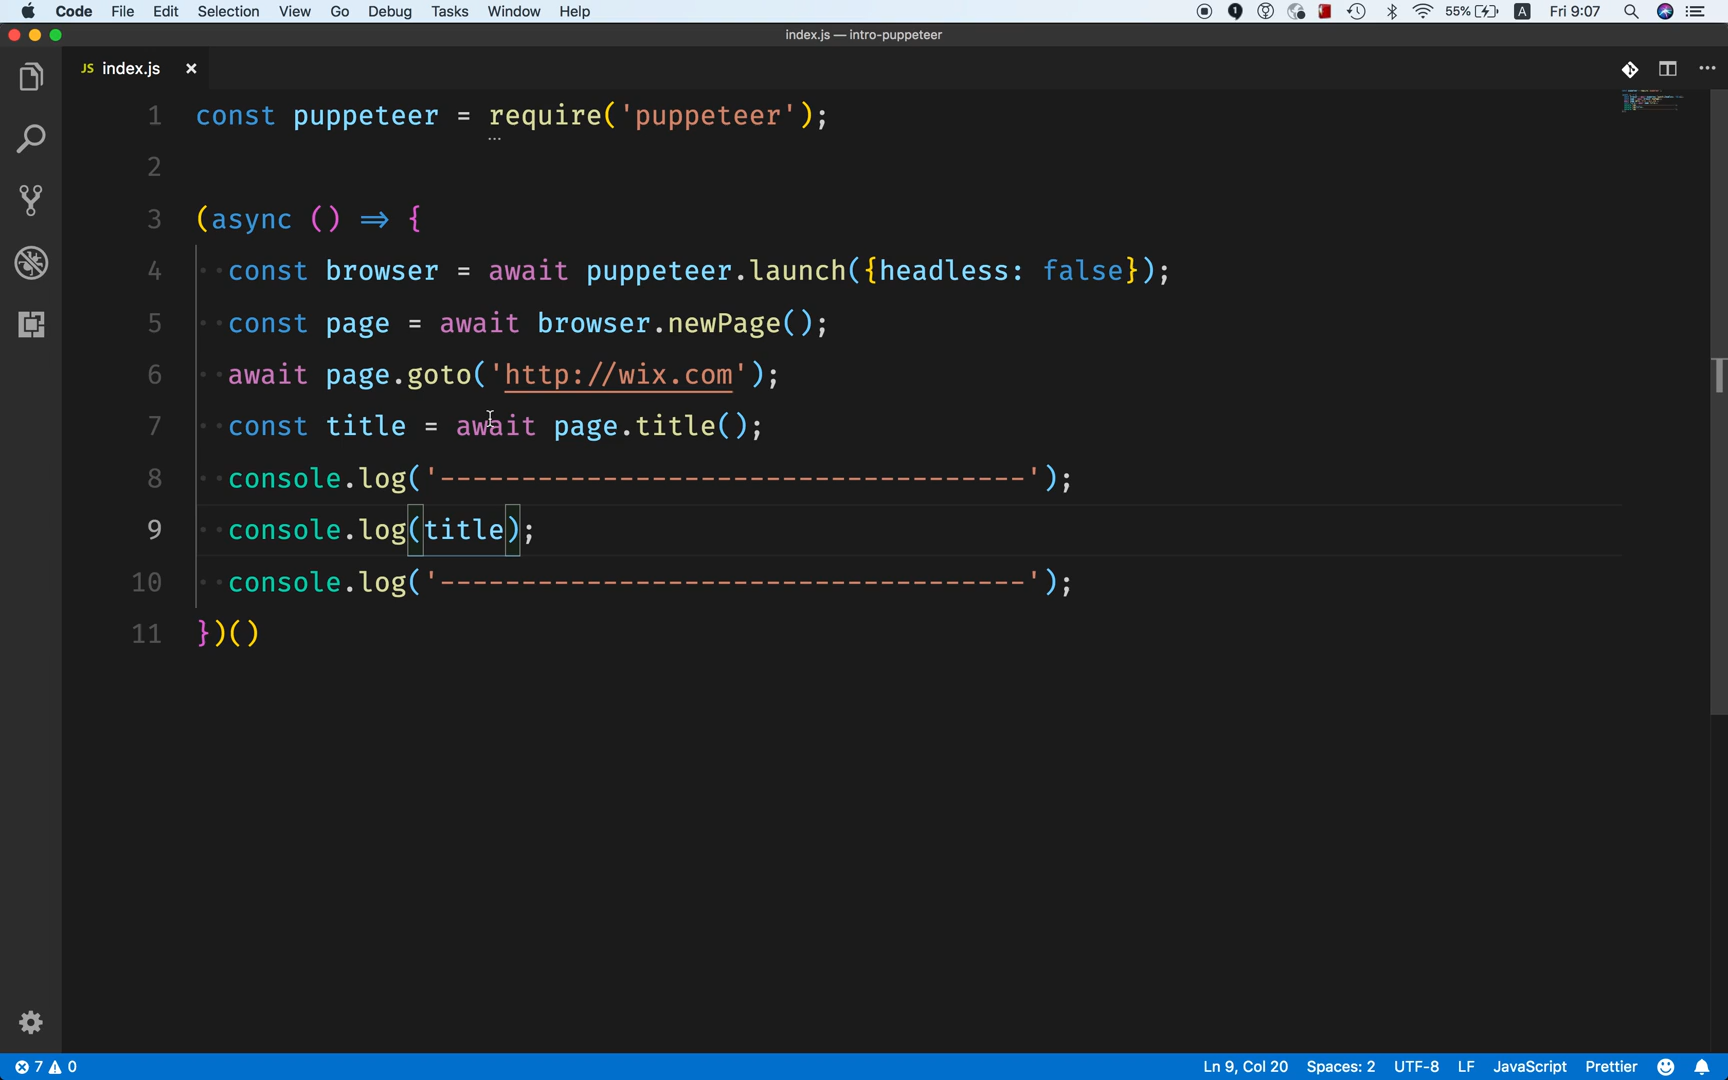 Code File Edit Selection View Go Debug Tasks Window Help 55% A Fri 9:07
index.js — intro-puppeteer
JS index.js ×
1 const puppeteer = require('puppeteer');
2
3 (async () => {
4 const browser = await puppeteer.launch({headless: false});
5 const page = await browser.newPage();
6 await page.goto('http://wix.com');
7 const title = await page.title();
8 console.log('------------------------------------');
9 console.log(title);
10 console.log('------------------------------------');
11 })()
7 0 Ln 9, Col 20 Spaces: 2 UTF-8 LF JavaScript Prettier